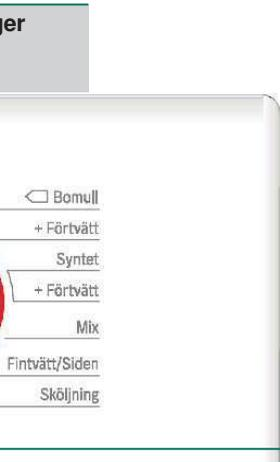 ger
Bomull
+ Förtvätt
Syntet
+ Förtvätt
Mix
Fintvätt/Siden
Sköljning